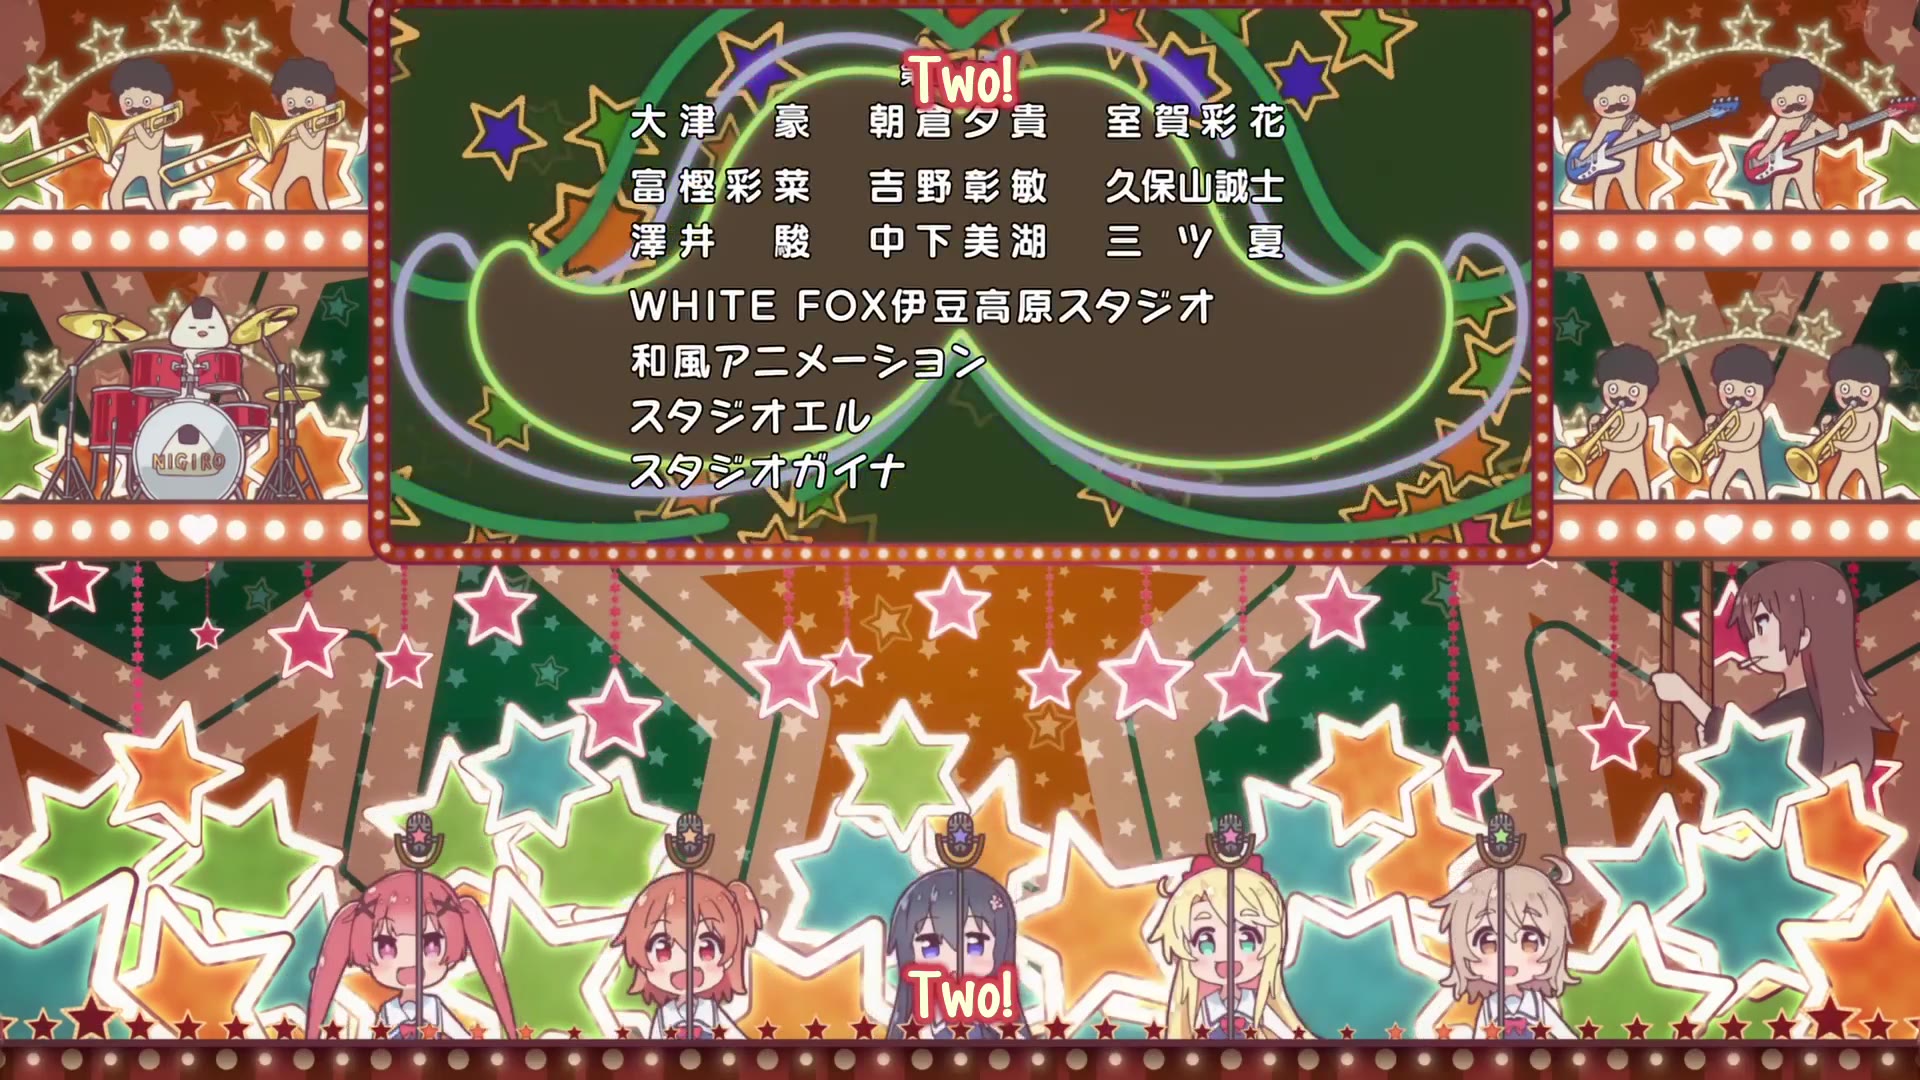 Two!
大津 豪 朝倉夕貴 室賀彩花
富樫彩菜 吉野彰敏 久保山誠士
澤井 駿 中下美湖 三ツ 夏
WHITE FOX伊豆高原スタジオ
和風アニメーション
スタジオエル
スタジオガイナ
NIGIRO
Two!